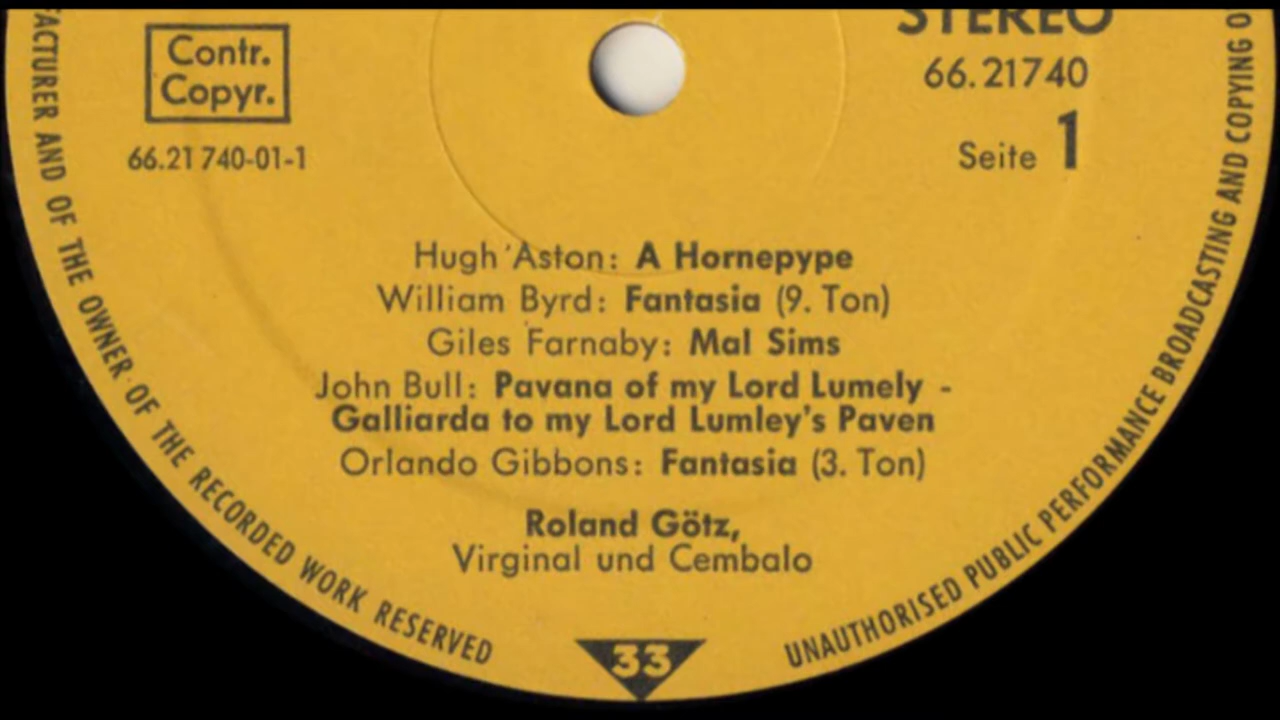 STEREO
Contr.
Copyr.
66.21740
66.21 740-01-1
Seite 1
Hugh Aston: A Hornepype
William Byrd: Fantasia (9. Ton)
Giles Farnaby: Mal Sims
John Bull: Pavana of my Lord Lumely -
Galliarda to my Lord Lumley's Paven
Orlando Gibbons: Fantasia (3. Ton)
Roland Götz,
Virginal und Cembalo
33
AND OF THE OWNER OF THE RECORDED WORK RESERVED
UNAUTHORISED PUBLIC PERFORMANCE BROADCASTING AND COPYING